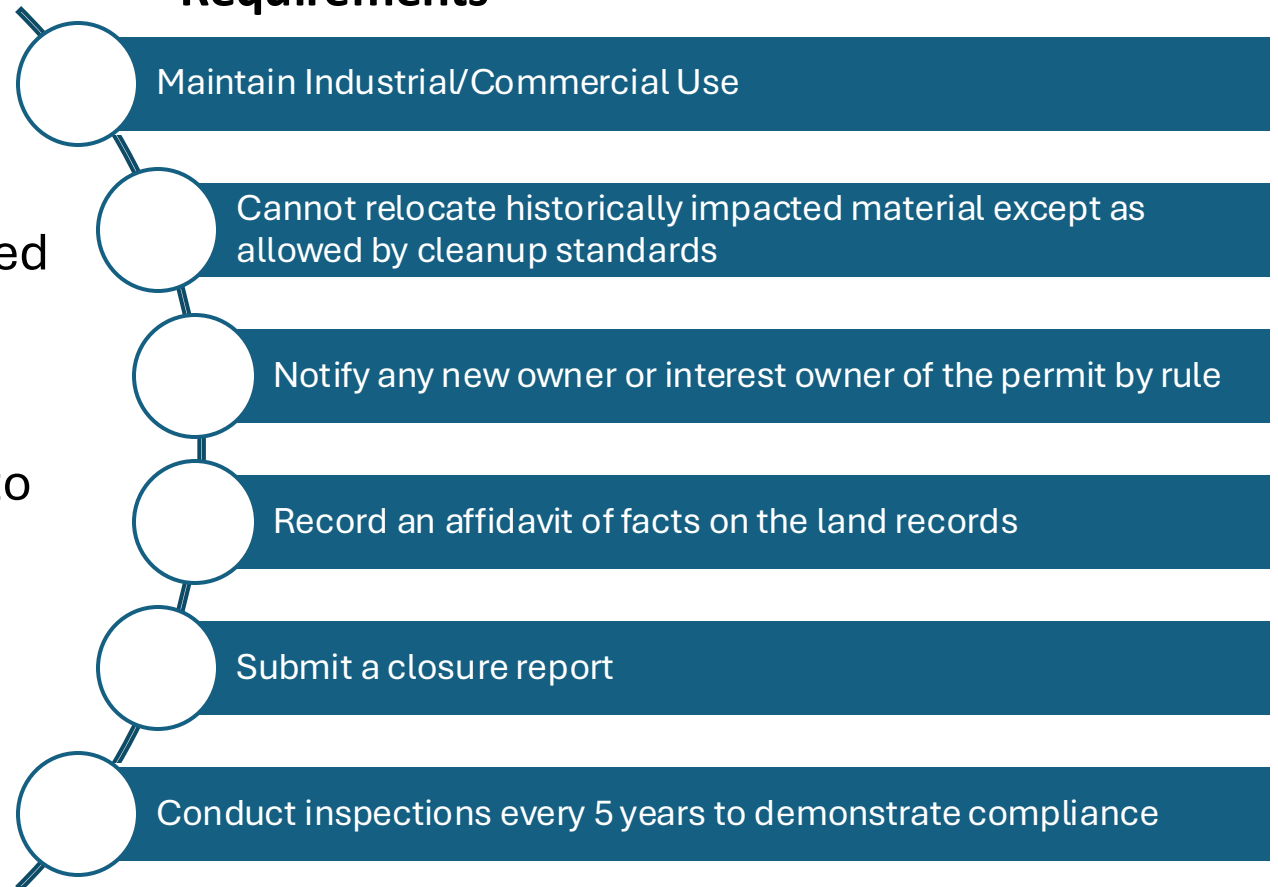 Requirements
Maintain Industrial/Commercial Use
Cannot relocate historically impacted material except as
allowed by cleanup standards
Notify any new owner or interest owner of the permit by rule
Record an affidavit of facts on the land records
Submit a closure report
Conduct inspections every 5 years to demonstrate compliance